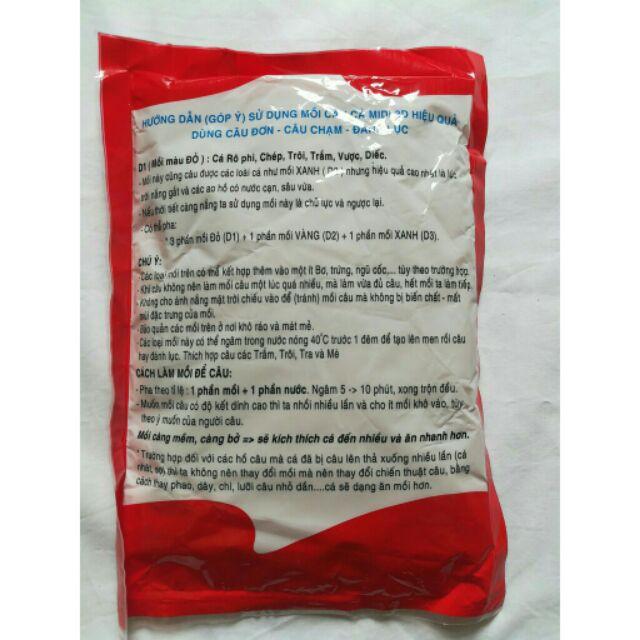 HƯỚNG DẪN (GÓP Ý) SỬ DỤNG MỒI CÂU CÁ MIDI 3D HIỆU QUẢ
DÙNG CÂU ĐƠN - CÂU CHẠM - ĐÁNH LỤC
D1 (Mồi màu ĐỎ) : Cá Rô phi, Chép, Trôi, Trắm, Vược, Diếc.
- Mồi này cũng câu được các loài cá như mồi XANH (D3) nhưng hiệu quả cao nhất là lúc
trời nắng gắt và các ao hồ có nước cạn, sâu vừa.
- Nếu thời tiết càng nắng ta sử dụng mồi này là chủ lực và ngược lại.
- Có thể pha:
* 3 phần mồi Đỏ (D1) + 1 phần mồi VÀNG (D2) + 1 phần mồi XANH (D3).
CHÚ Ý:
- Các loại mồi trên có thể kết hợp thêm vào một ít Bơ, trứng, ngũ cốc,... tùy theo trường hợp.
- Khi câu không nên làm mồi câu một lúc quá nhiều, mà làm vừa đủ câu, hết mồi ta làm tiếp.
- Không cho ánh nắng mặt trời chiếu vào để (tránh) mồi câu mà không bị biến chất - mất
mùi đặc trưng của mồi.
- Bảo quản các mồi trên ở nơi khô ráo và mát mẻ.
- Các loại mồi này có thể ngâm trong nước nóng 40°C trước 1 đêm để tạo lên men rồi câu
hay đánh lục. Thích hợp câu các Trắm, Trôi, Tra và Mè
CÁCH LÀM MỒI ĐỂ CÂU:
- Pha theo tỉ lệ : 1 phần mồi + 1 phần nước. Ngâm 5 -> 10 phút, xong trộn đều.
- Muốn mồi câu có độ kết dính cao thì ta nhồi nhiều lần và cho ít mồi khô vào, tùy
theo ý muốn của người câu.
Mồi càng mềm, càng bở => sẽ kích thích cá đến nhiều và ăn nhanh hơn.
* Trường hợp đối với các hồ câu mà cá đã bị câu lên thả xuống nhiều lần (cá
nhát, sợ) thì ta không nên thay đổi mồi mà nên thay đổi chiến thuật câu, bằng
cách thay phao, dây, chì, lưỡi câu nhỏ dần....cá sẽ dạng ăn mồi hơn.